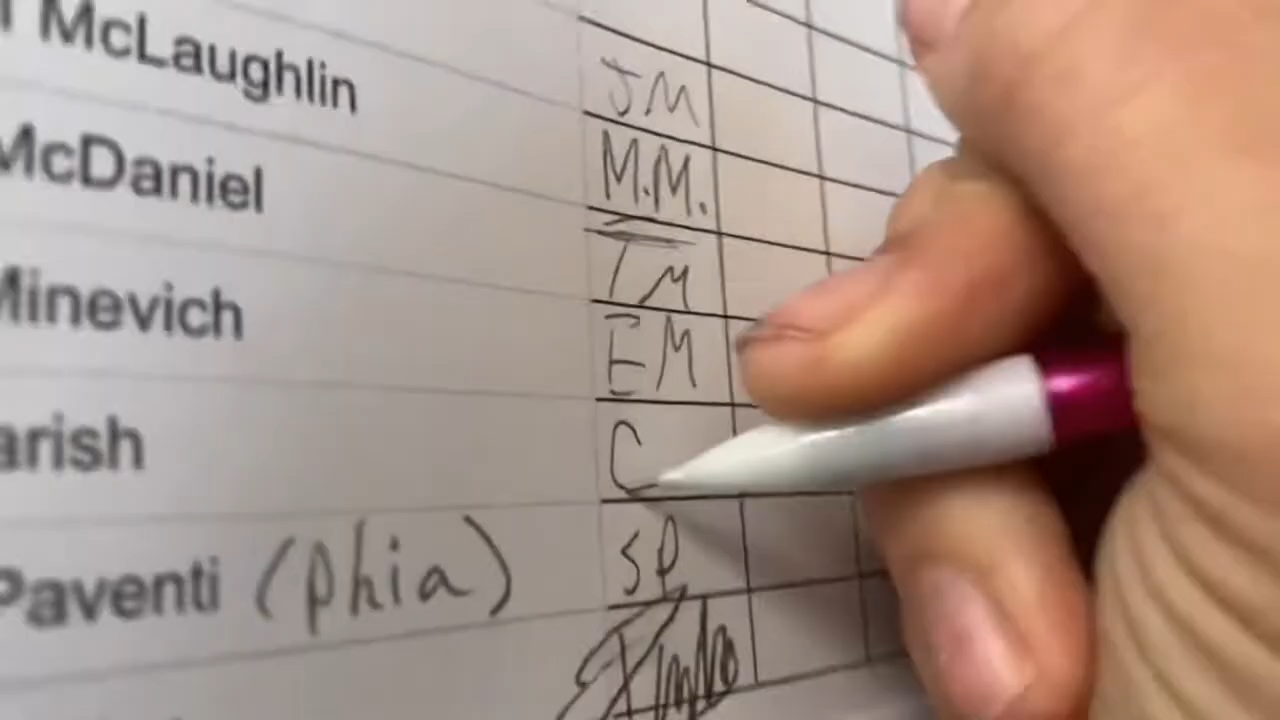 McLaughlin JM
McDaniel M.M.
TM
Minevich EM
arish C
Paventi (phia) SP